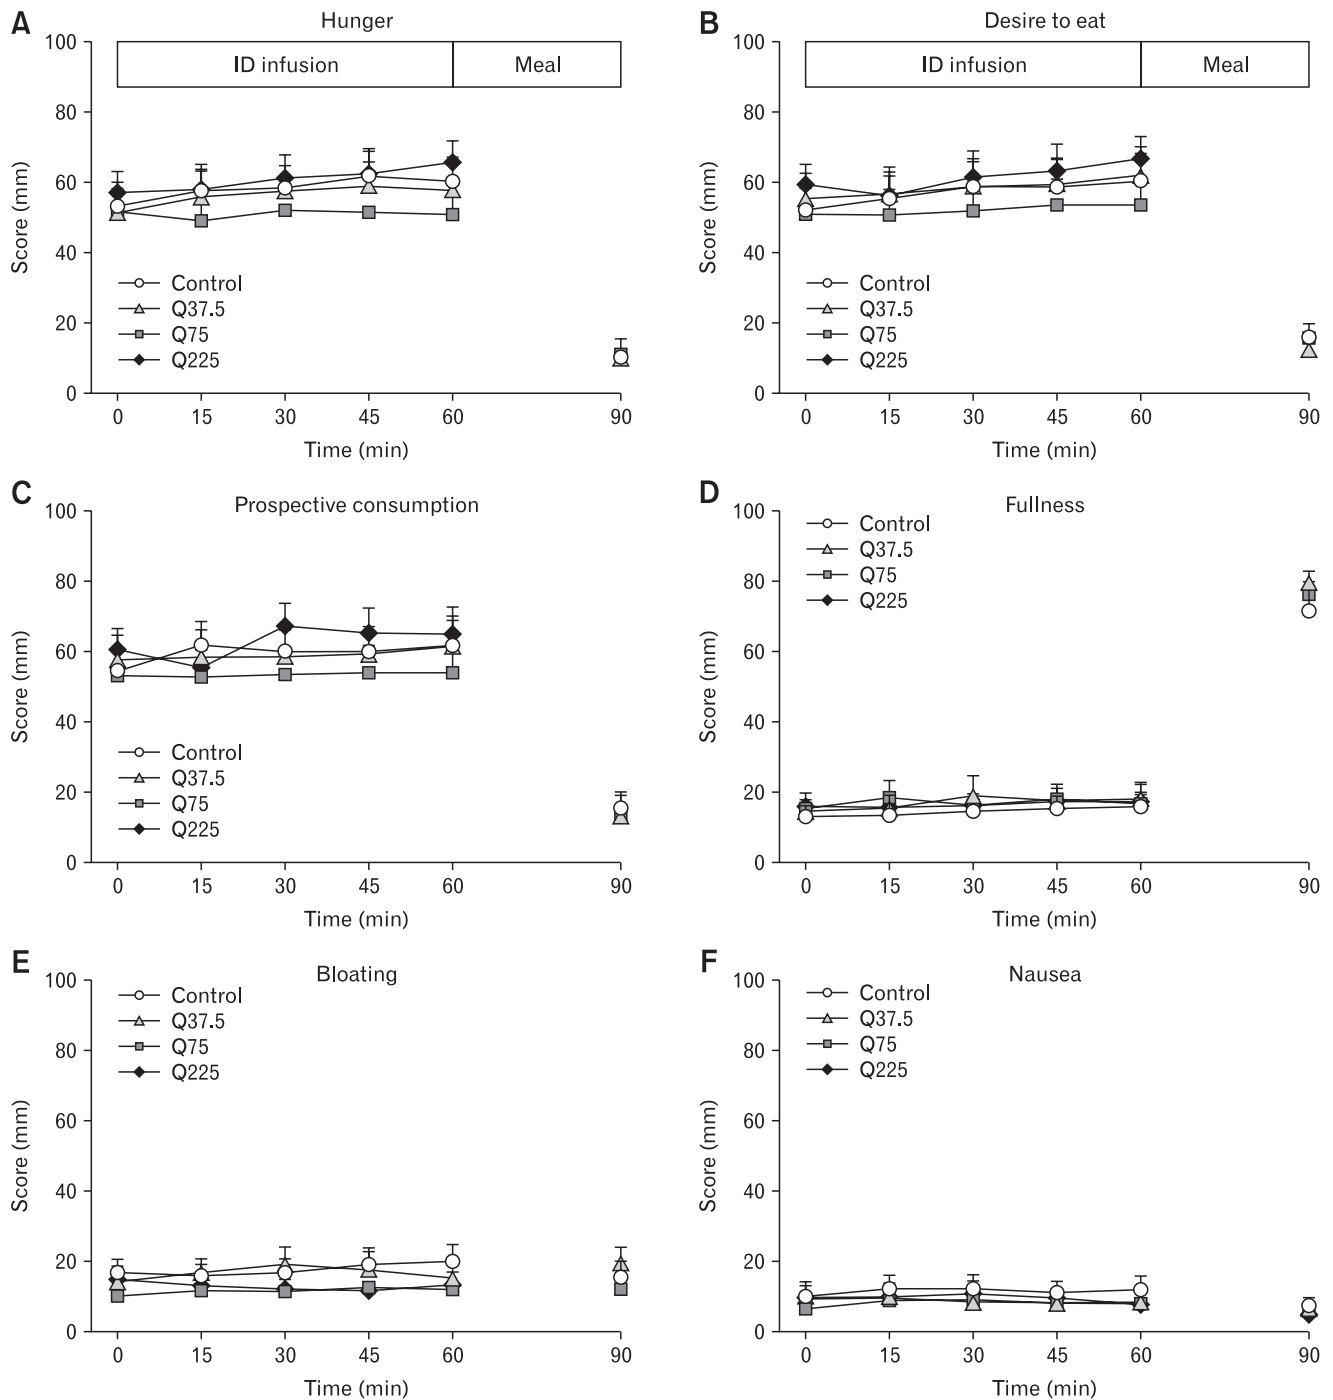 A
Hunger
100
80
60
40
20
0
Score (mm)
ID infusion
Meal
Control
Q37.5
Q75
Q225
0 15 30 45 60 90
Time (min)
B
Desire to eat
100
80
60
40
20
0
Score (mm)
ID infusion
Meal
Control
Q37.5
Q75
Q225
0 15 30 45 60 90
Time (min)
C
Prospective consumption
100
80
60
40
20
0
Score (mm)
Control
Q37.5
Q75
Q225
0 15 30 45 60 90
Time (min)
D
Fullness
100
80
60
40
20
0
Score (mm)
Control
Q37.5
Q75
Q225
0 15 30 45 60 90
Time (min)
E
Bloating
100
80
60
40
20
0
Score (mm)
Control
Q37.5
Q75
Q225
0 15 30 45 60 90
Time (min)
F
Nausea
100
80
60
40
20
0
Score (mm)
Control
Q37.5
Q75
Q225
0 15 30 45 60 90
Time (min)